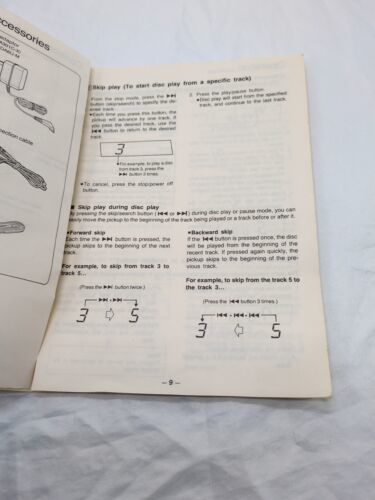 ccessories
daptor
connection cable
Skip play (To start disc play from a specific track)
From the stop mode, press the ▶▶|
button (skip/search) to specify the de-
sired track.
●Each time you press this button, the
pickup will advance by one track. If
you pass the desired track, use the
|◀◀ button to return to the desired
track.
3
●For example, to play a disc
from track 3, press the
▶▶| button 3 times.
●To cancel, press the stop/power off
button.
2. Press the play/pause button.
●Disc play will start from the specified
track, and continue to the last track.
■ Skip play during disc play
By pressing the skip/search button (|◀◀ or ▶▶|) during disc play or pause mode, you can
easily move the pickup to the beginning of the track being played or a track before or after it.
●Forward skip
Each time the ▶▶| button is pressed, the
pickup skips to the beginning of the next
track.
For example, to skip from track 3 to
track 5...
(Press the ▶▶| button twice.)
▶▶| - ▶▶|
3 ⇨ 5
●Backward skip
If the |◀◀ button is pressed once, the disc
will be played from the beginning of the
recent track. If pressed again quickly, the
pickup skips to the beginning of the pre-
vious track.
For example, to skip from the track 5 to
the track 3...
(Press the |◀◀ button 3 times.)
|◀◀ - |◀◀ - |◀◀
3 ⇦ 5
— 9 —